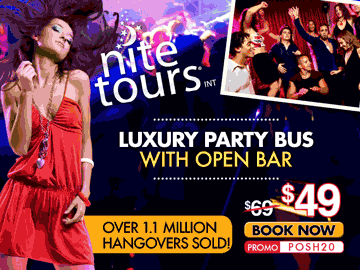 nite
tours INT
LUXURY PARTY BUS
WITH OPEN BAR
$69 $49
OVER 1.1 MILLION
HANGOVERS SOLD!
BOOK NOW
PROMO POSH20